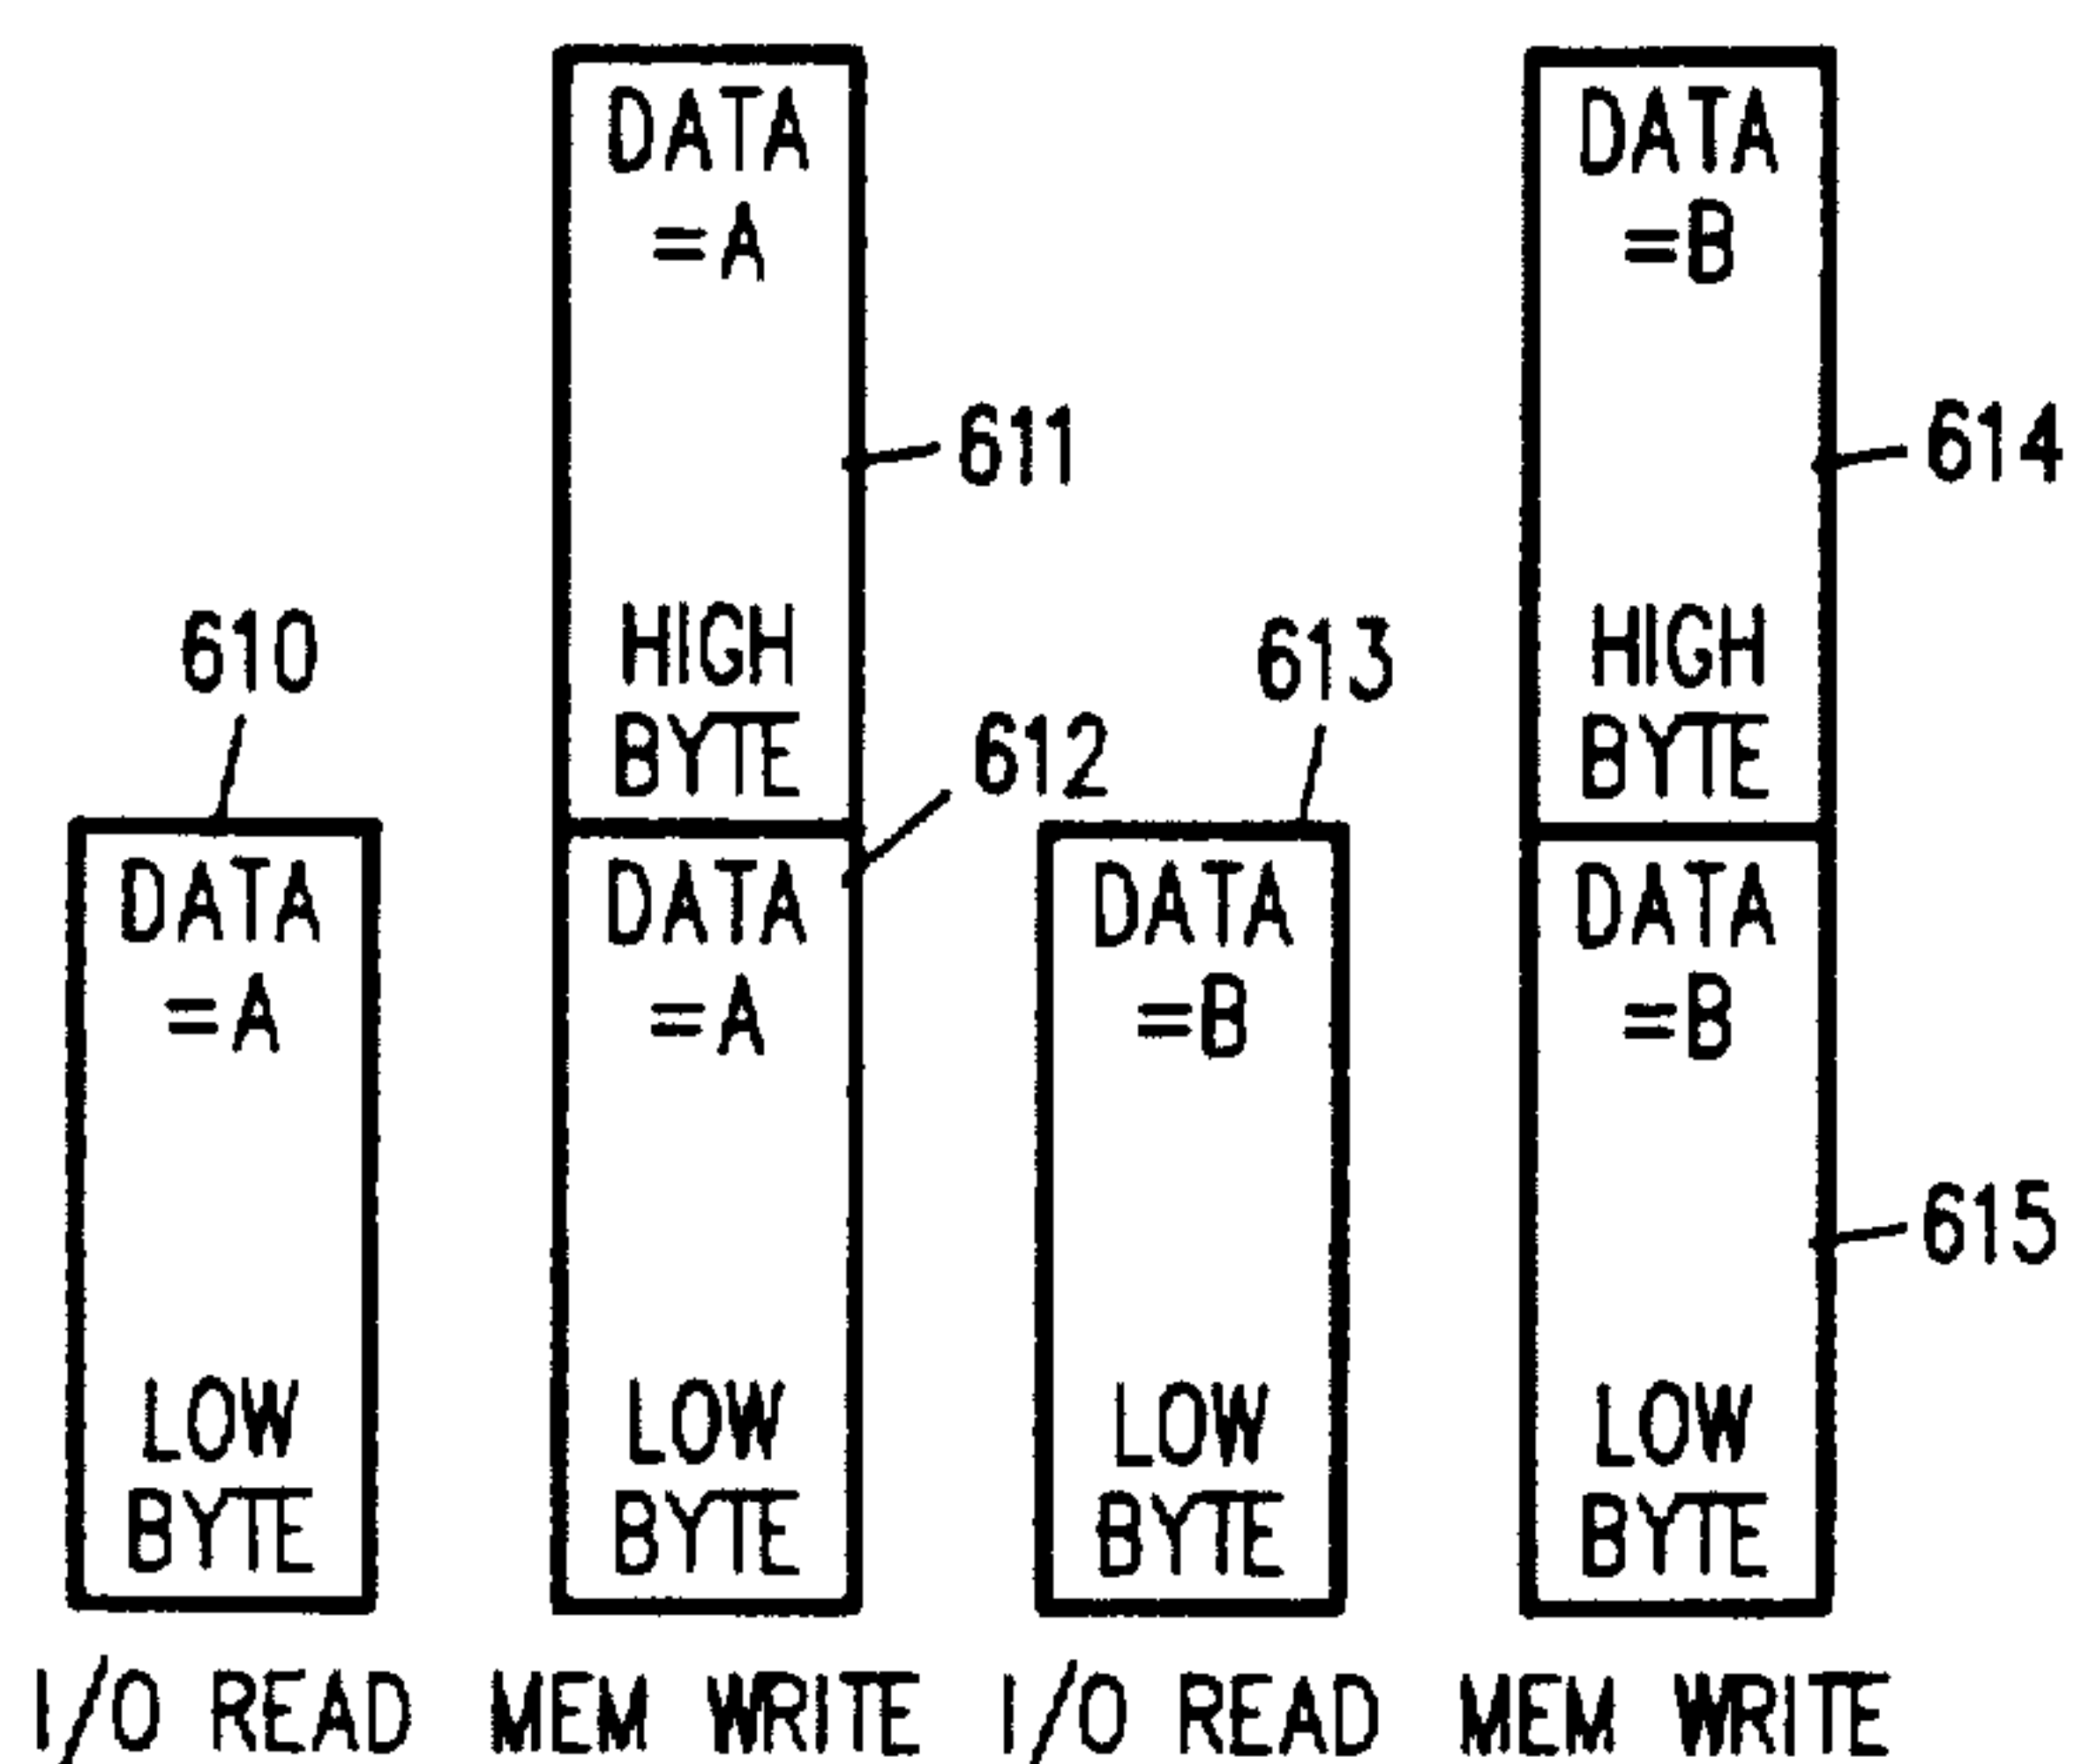 DATA
=A
HIGH
BYTE
611
DATA
=B
HIGH
BYTE
614
610
DATA
=A
LOW
BYTE
612
DATA
=A
LOW
BYTE
613
DATA
=B
LOW
BYTE
DATA
=B
LOW
BYTE
615
I/O READ MEM WRITE I/O READ MEM WRITE